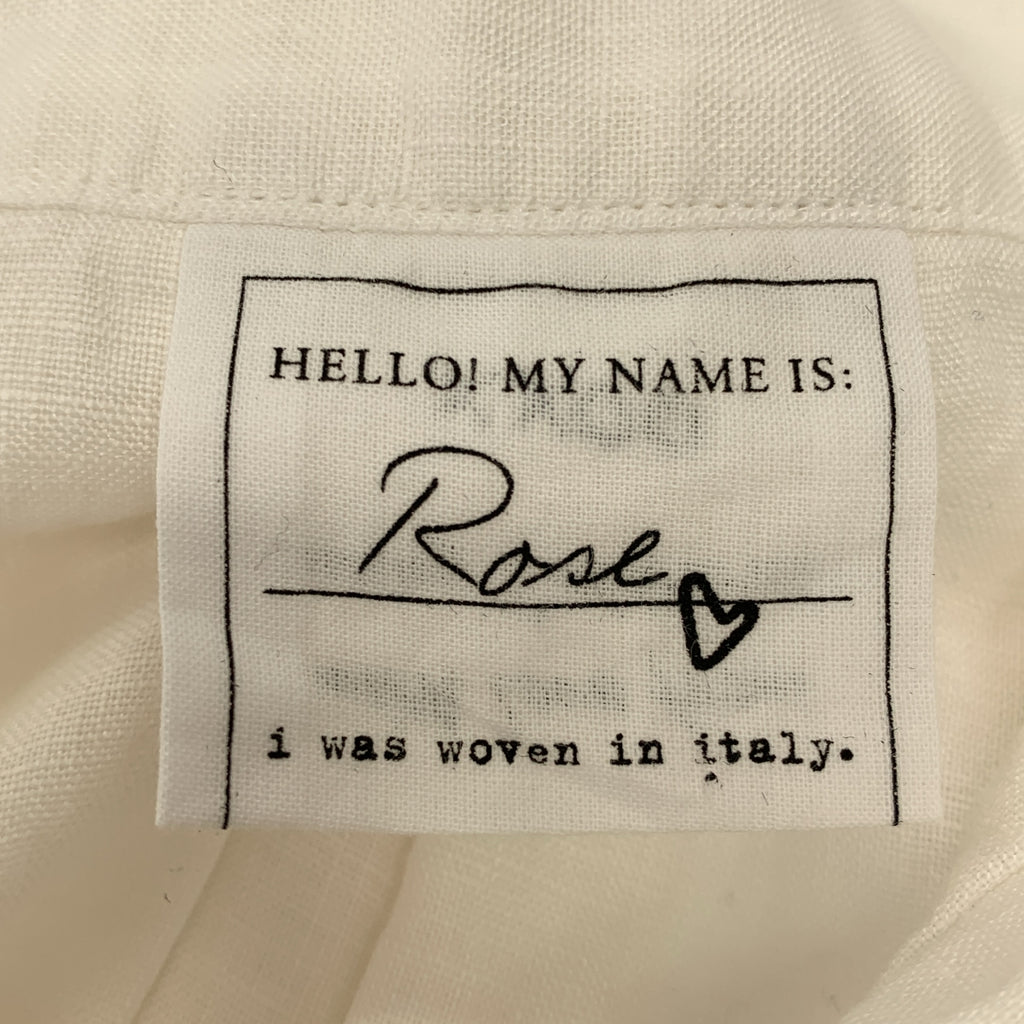 HELLO! MY NAME IS:
Rose
i was woven in italy.